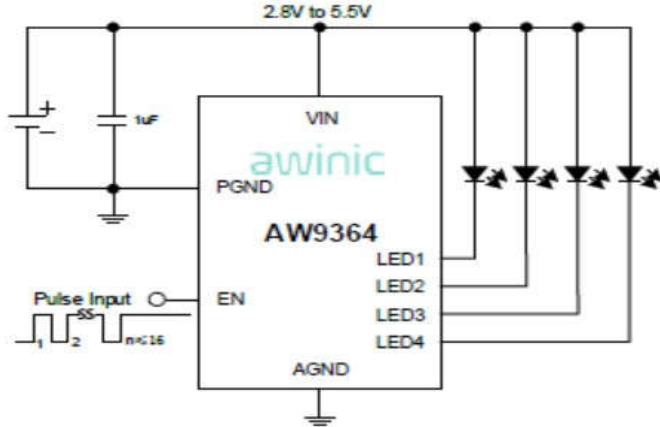 2.8V to 5.5V
+
1uF
VIN
awinic
PGND
AW9364
LED1
Pulse Input
EN
LED2
LED3
1 2 n≤16
LED4
AGND